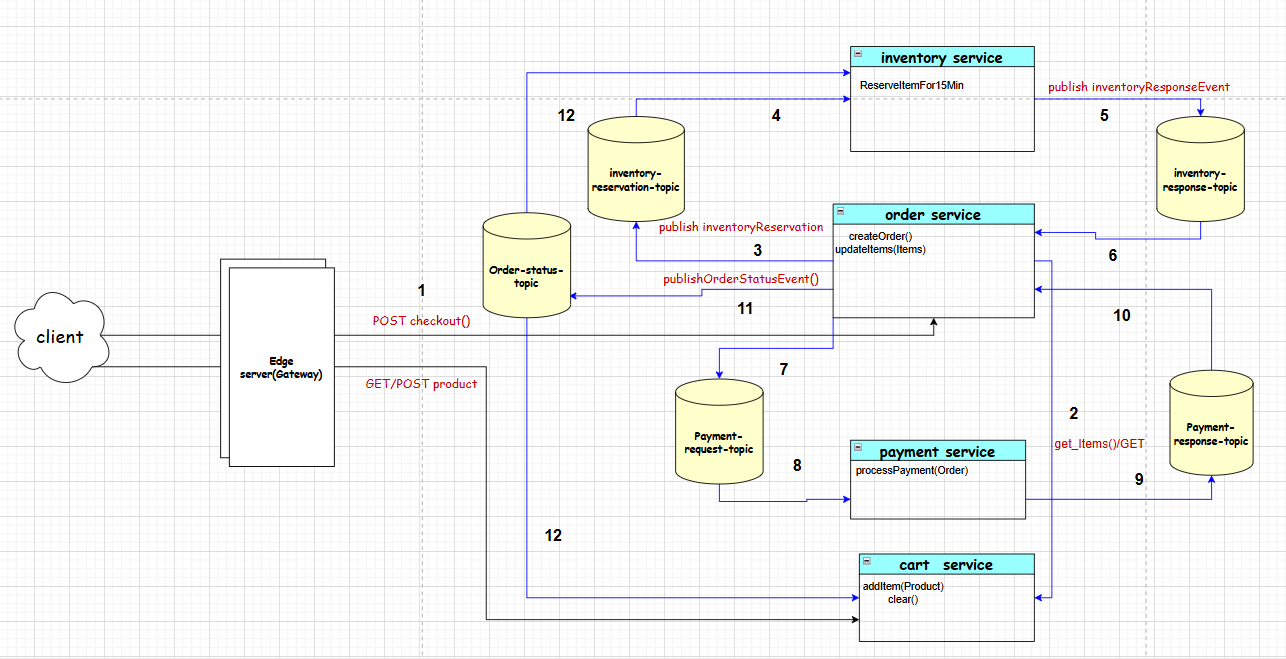 inventory service
ReserveItemFor15Min
publish inventoryResponseEvent
12
4
5
inventory-
reservation-topic
inventory-
response-topic
order service
createOrder()
updateItems(Items)
publish inventoryReservation
3
6
Order-status-
topic
publishOrderStatusEvent()
11
10
1
POST checkout()
client
Edge
server(Gateway)
GET/POST product
7
2
Payment-
request-topic
Payment-
response-topic
get_Items()/GET
payment service
processPayment(Order)
8
9
12
cart service
addItem(Product)
clear()